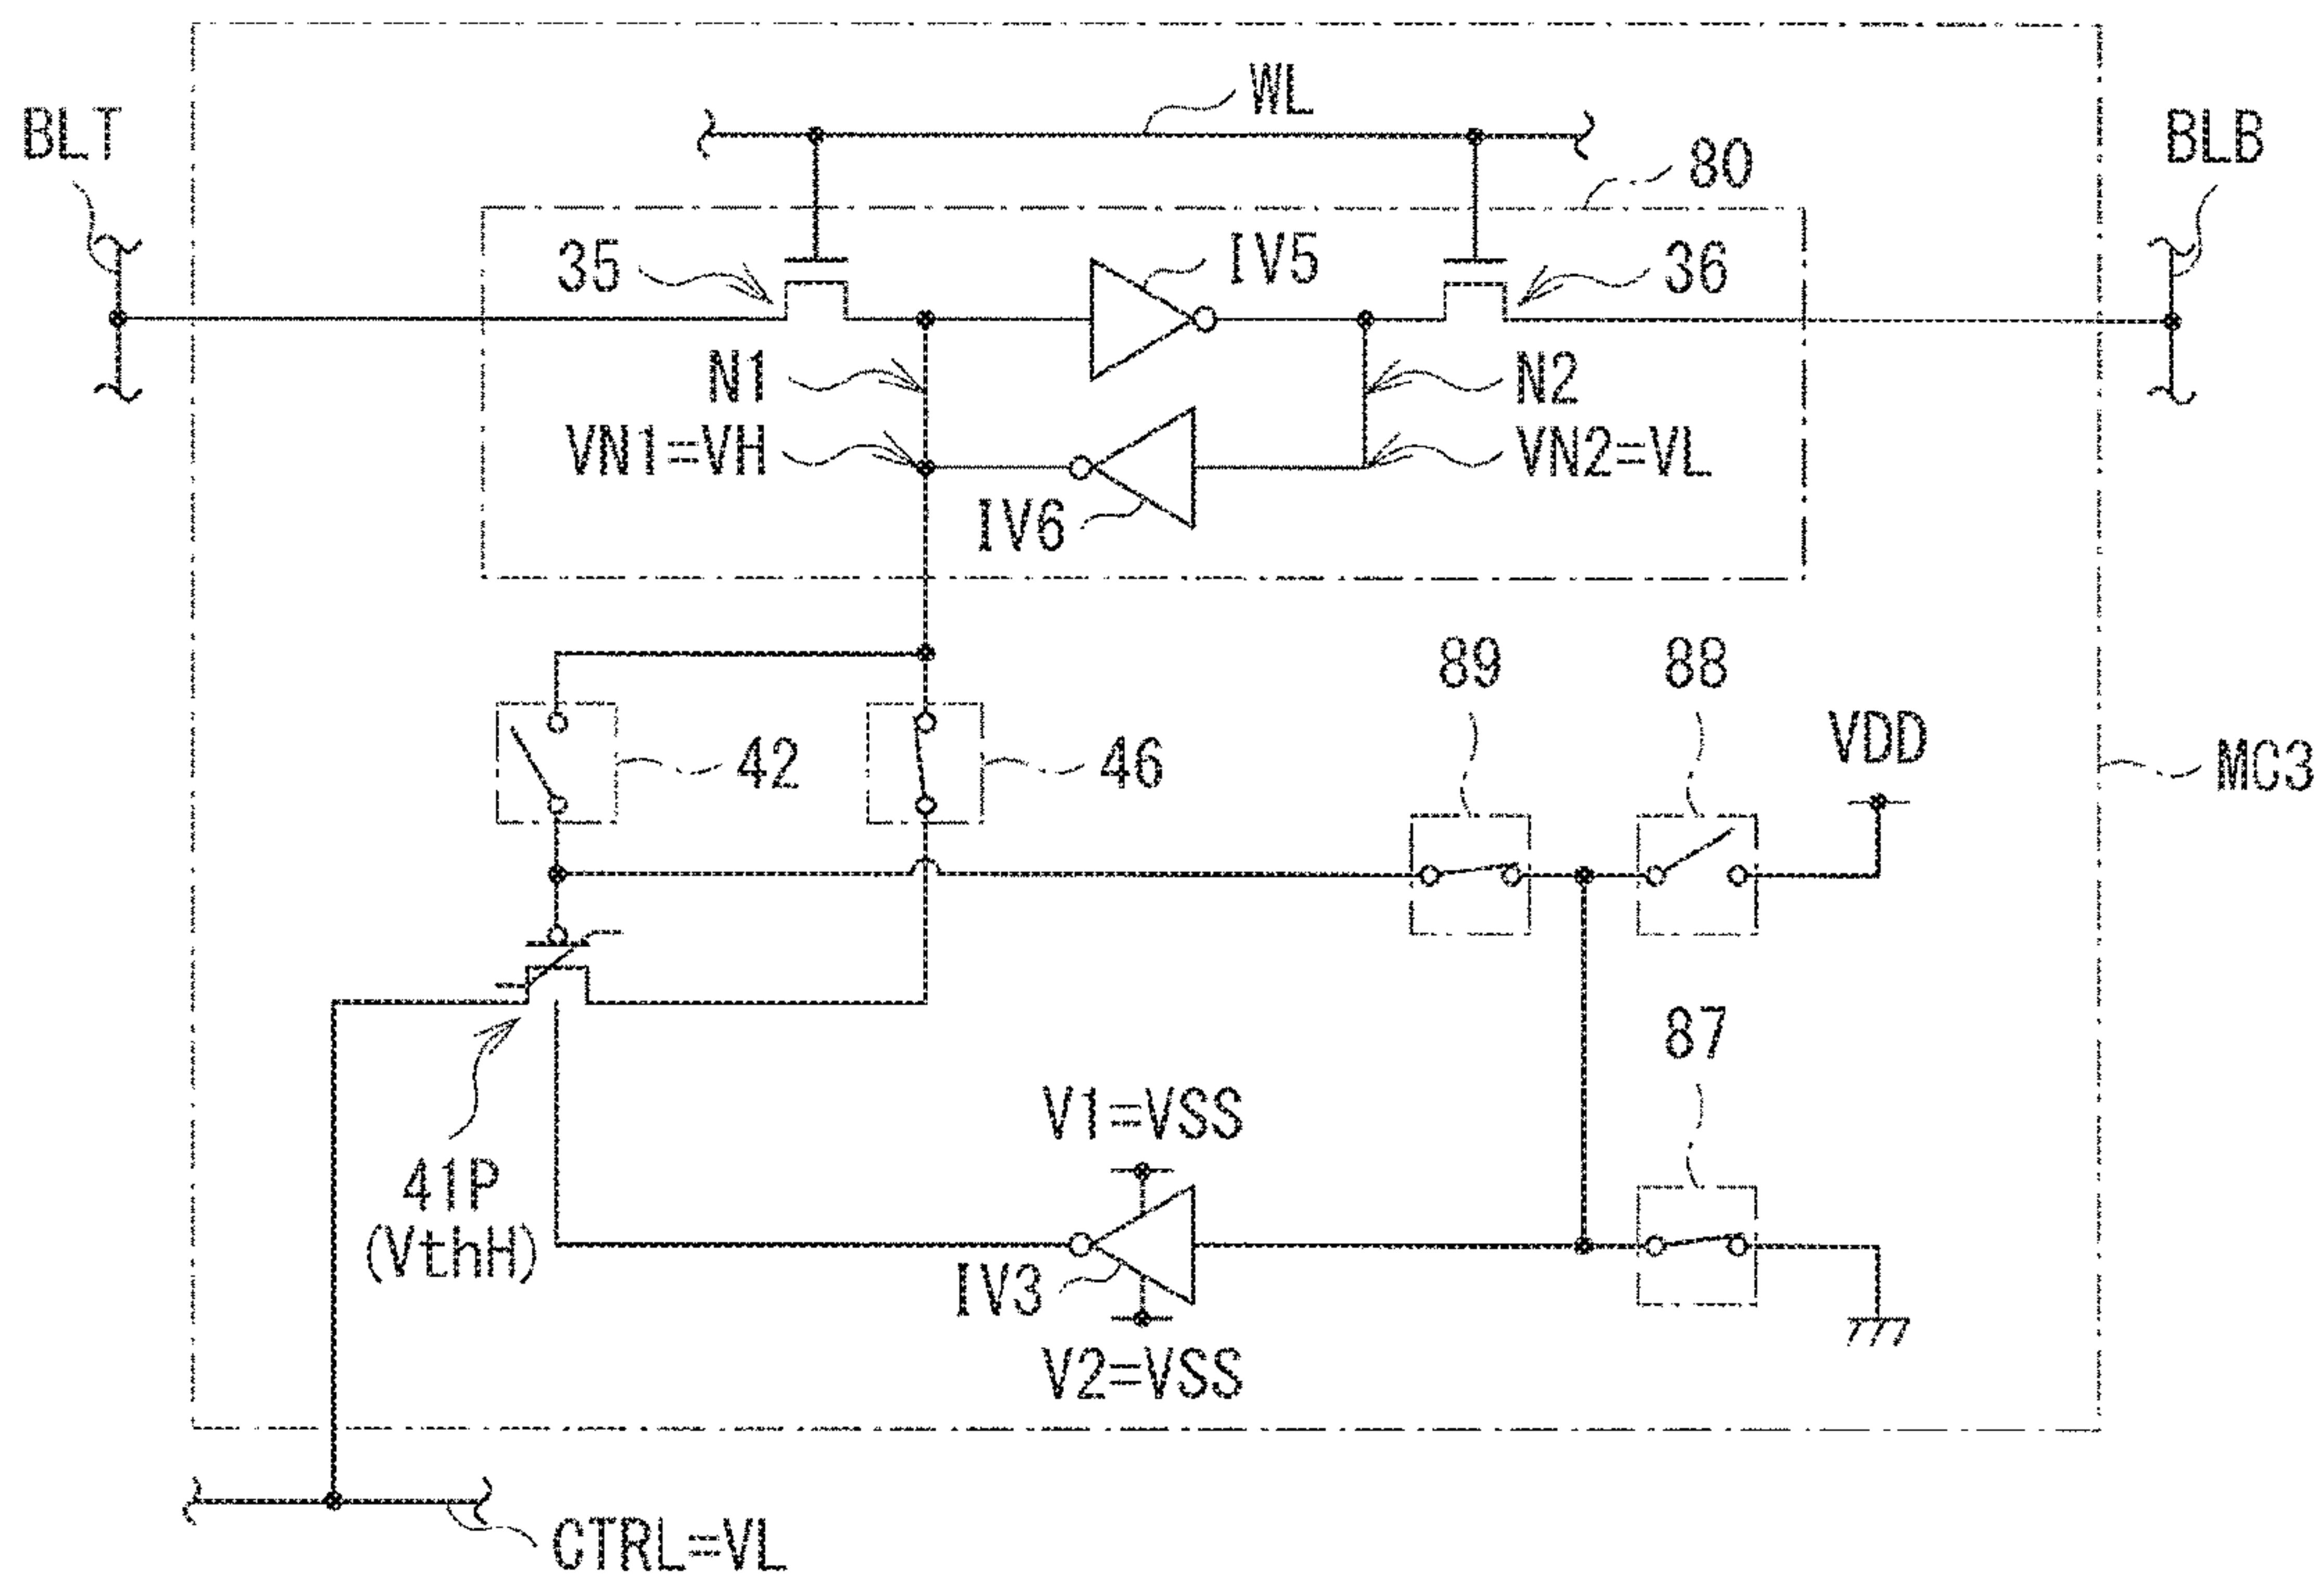 WL
BLT
BLB
80
35
IV5
36
N1
N2
VN1=VH
VN2=VL
IV6
89
88
42
46
VDD
MC3
87
V1=VSS
41P
(VthH)
IV3
V2=VSS
CTRL=VL